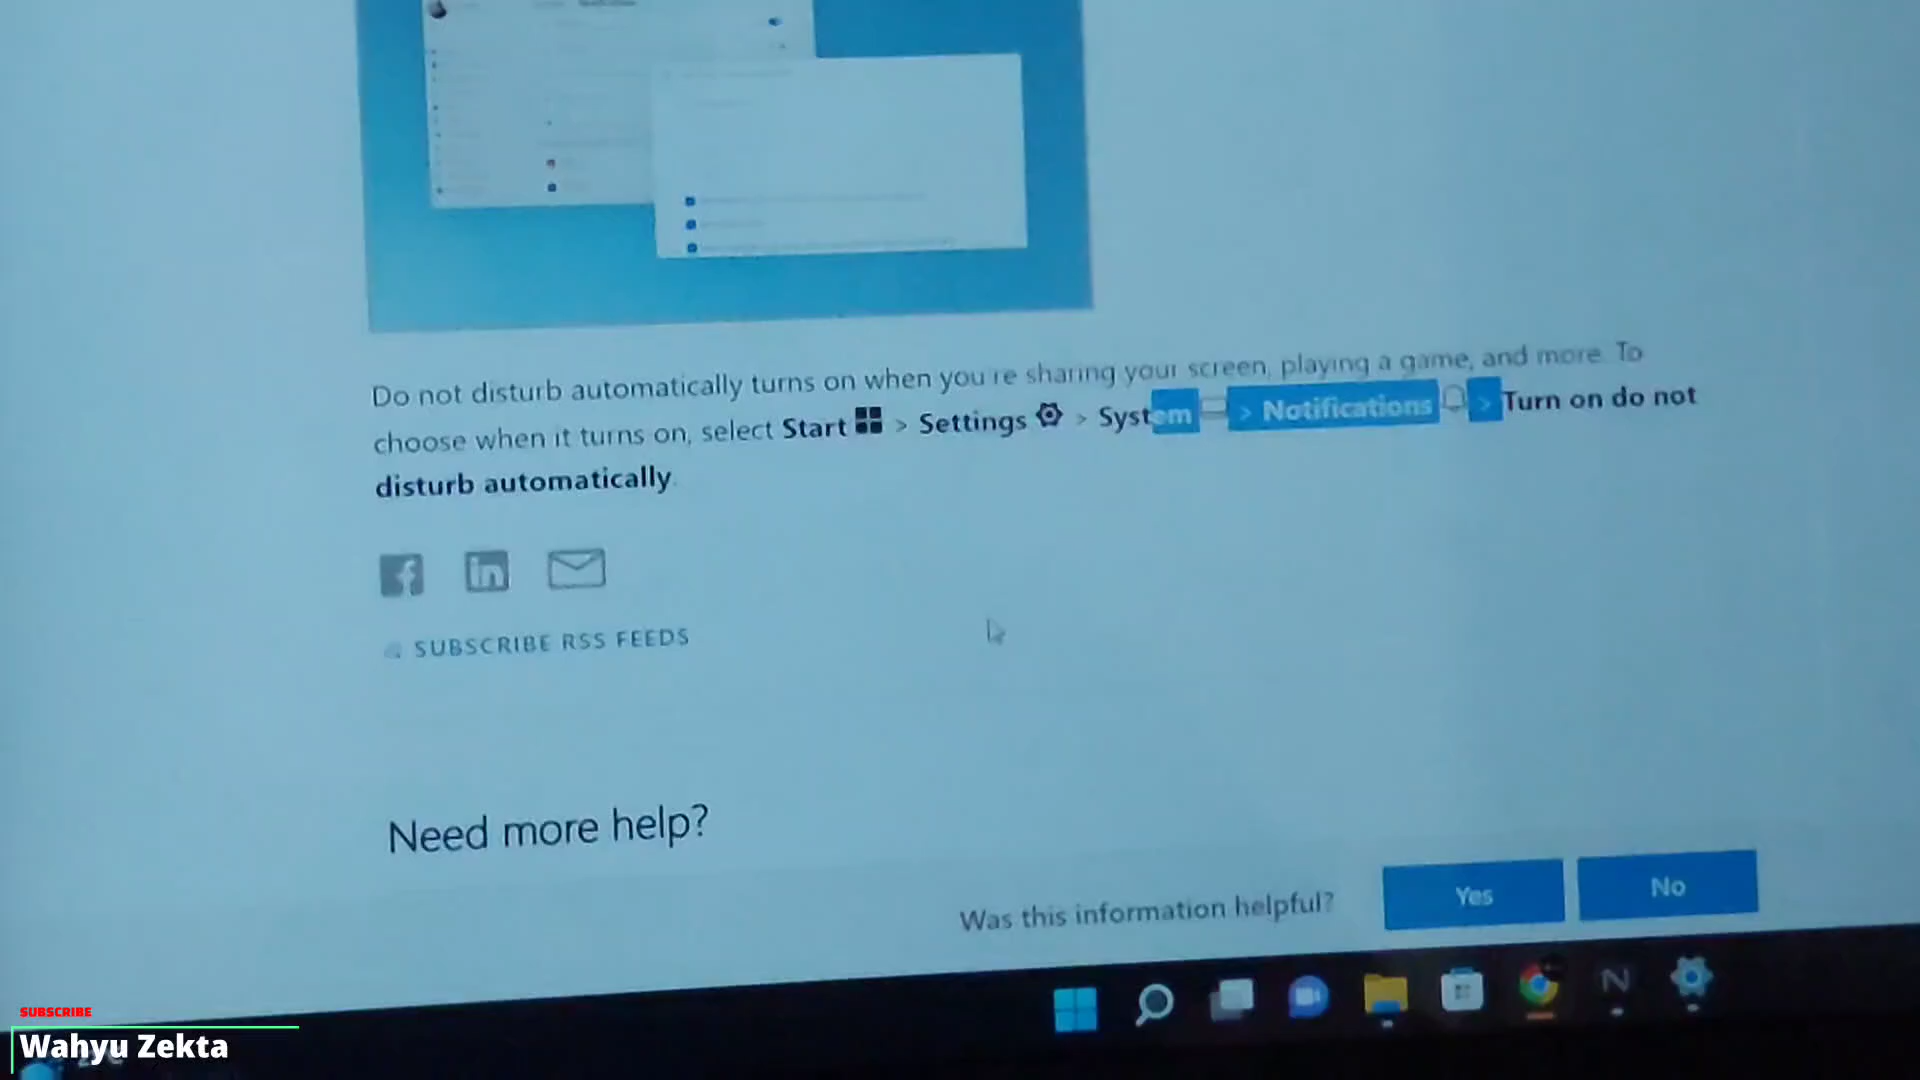 Do not disturb automatically turns on when you're sharing your screen, playing a game, and more. To
choose when it turns on, select Start > Settings > System > Notifications > Turn on do not
disturb automatically.
SUBSCRIBE RSS FEEDS
Need more help?
Was this information helpful?
Yes
No
SUBSCRIBE
Wahyu Zekta